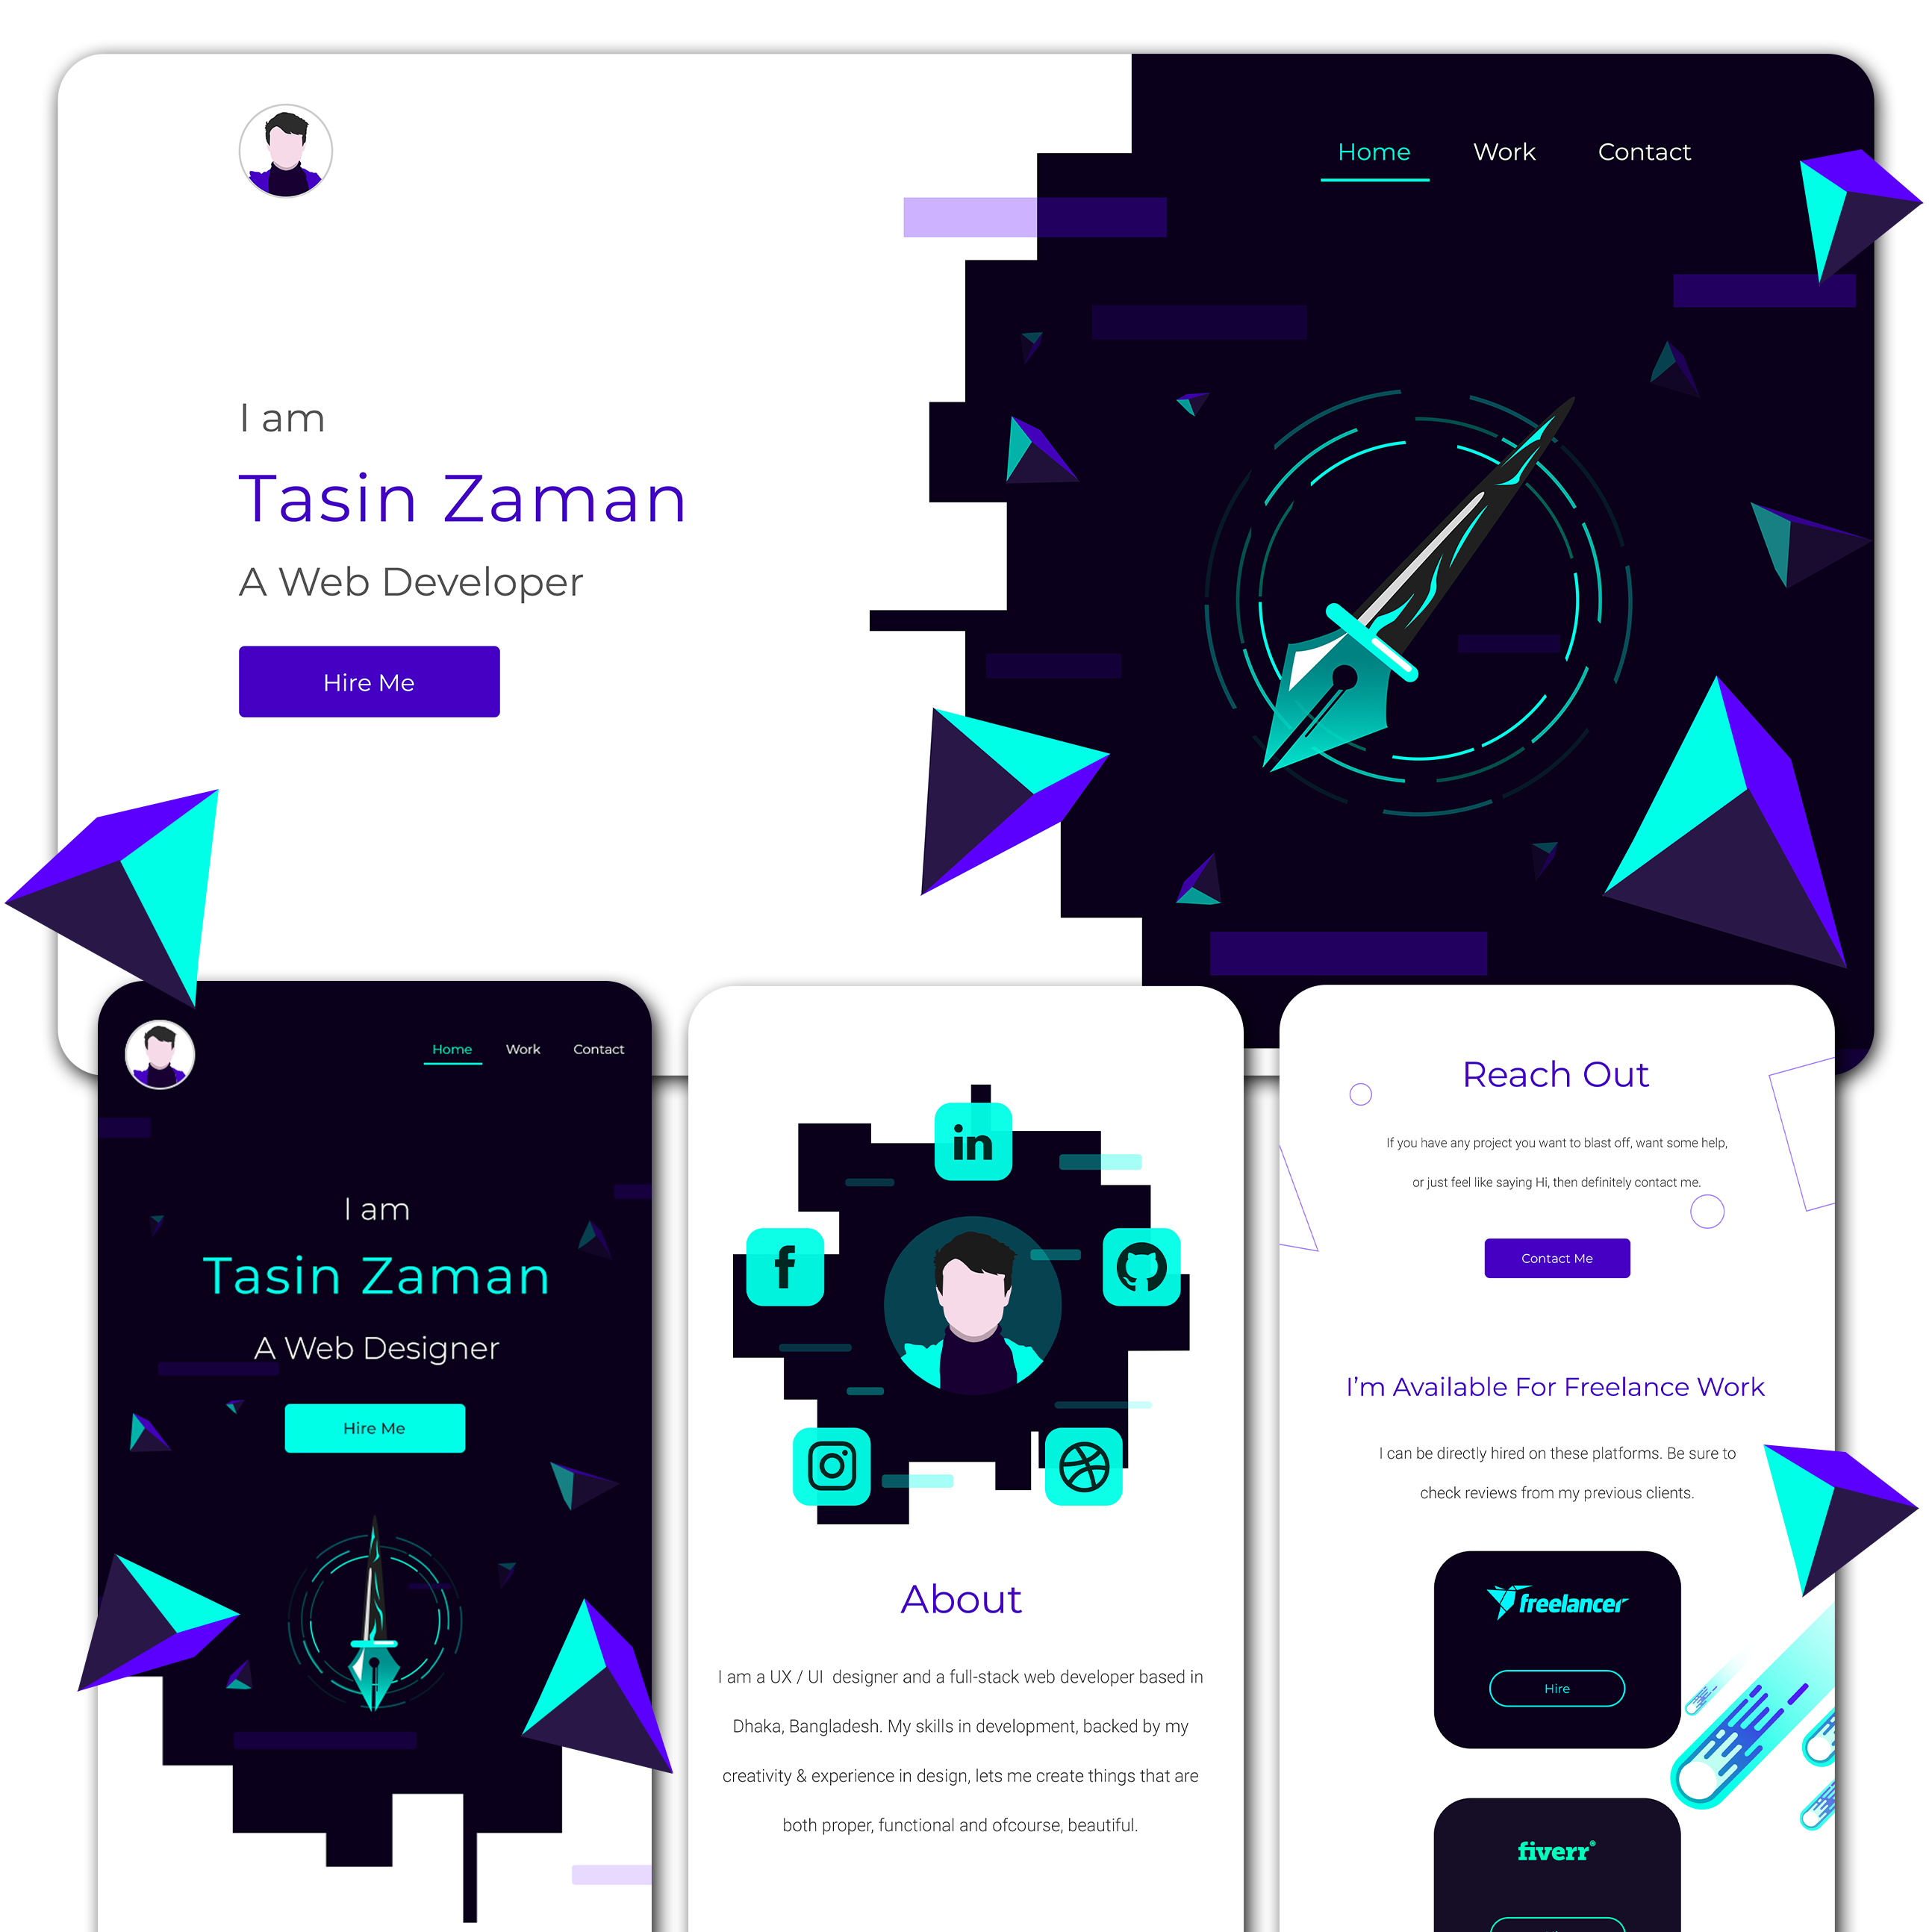 Home Work Contact
I am
Tasin Zaman
A Web Developer
Hire Me
Home Work Contact
I am
Tasin Zaman
A Web Designer
Hire Me
in
f
About
I am a UX / UI designer and a full-stack web developer based in
Dhaka, Bangladesh. My skills in development, backed by my
creativity & experience in design, lets me create things that are
both proper, functional and ofcourse, beautiful.
Reach Out
If you have any project you want to blast off, want some help,
or just feel like saying Hi, then definitely contact me.
Contact Me
I'm Available For Freelance Work
I can be directly hired on these platforms. Be sure to
check reviews from my previous clients.
freelancer
Hire
fiverr®